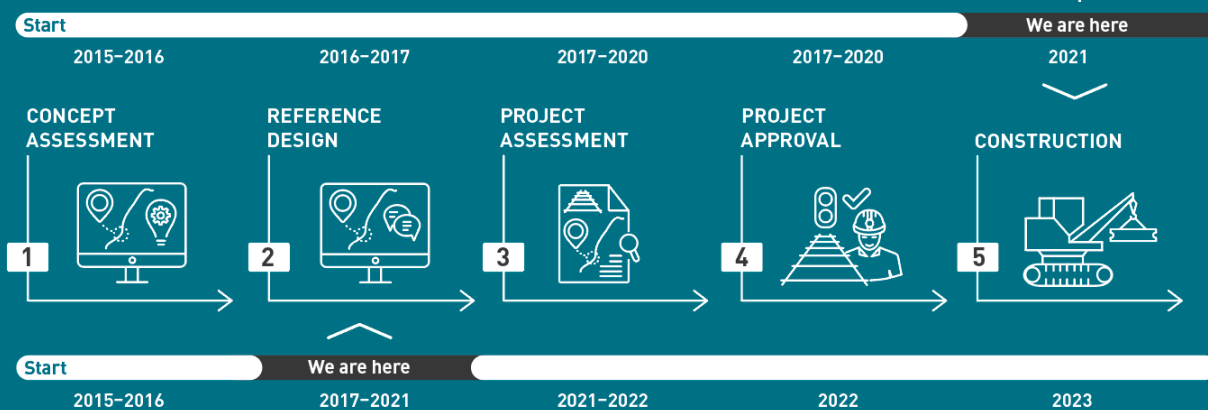 Start We are here
2015–2016 2016–2017 2017–2020 2017–2020 2021
CONCEPT
ASSESSMENT
REFERENCE
DESIGN
PROJECT
ASSESSMENT
PROJECT
APPROVAL
CONSTRUCTION
1 2 3 4 5
Start We are here
2015–2016 2017–2021 2021–2022 2022 2023